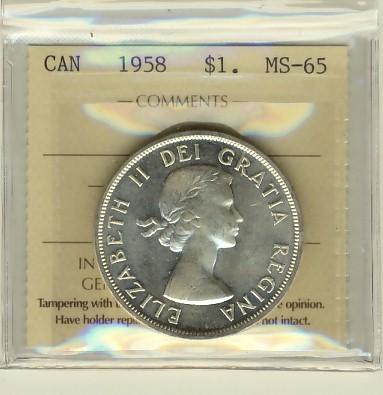 CAN 1958 $1. MS-65
COMMENTS
ELIZABETH II DEI GRATIA REGINA
IN
GE
Tampering with opinion.
Have holder not intact.